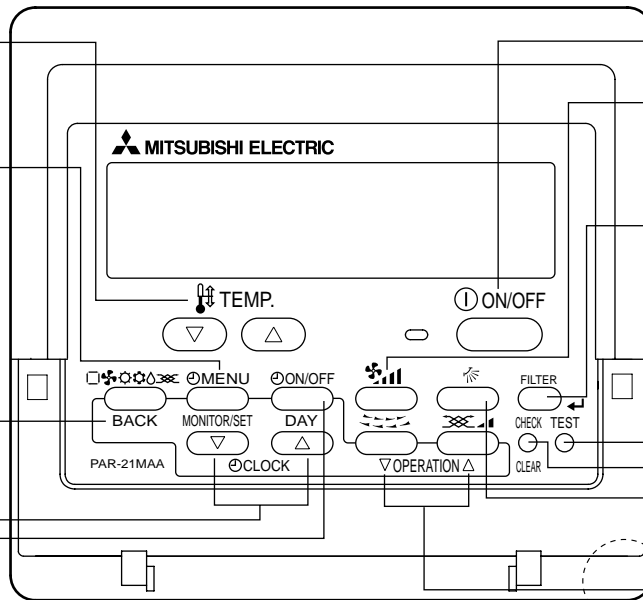 MITSUBISHI ELECTRIC
TEMP.
ON/OFF
MENU
ON/OFF
FILTER
BACK
MONITOR/SET
DAY
CHECK
TEST
PAR-21MAA
CLOCK
OPERATION
CLEAR